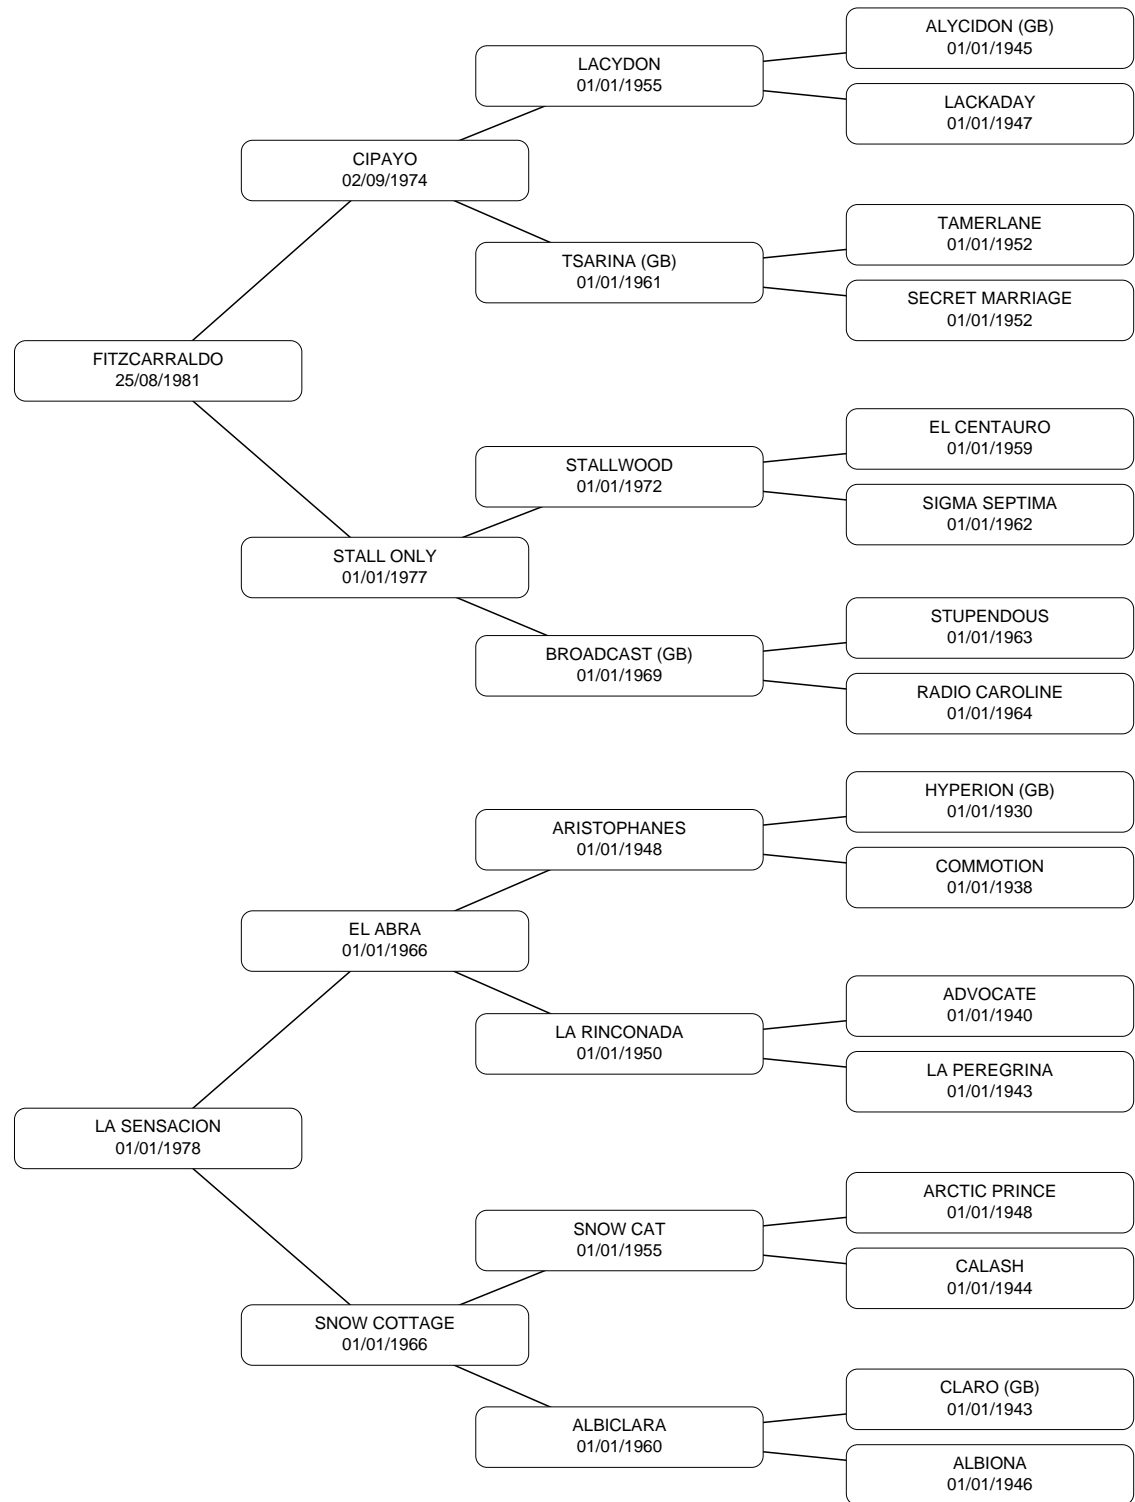 ALYCIDON (GB)
01/01/1945
LACYDON
01/01/1955
LACKADAY
01/01/1947
CIPAYO
02/09/1974
TAMERLANE
01/01/1952
TSARINA (GB)
01/01/1961
SECRET MARRIAGE
01/01/1952
FITZCARRALDO
25/08/1981
EL CENTAURO
01/01/1959
STALLWOOD
01/01/1972
SIGMA SEPTIMA
01/01/1962
STALL ONLY
01/01/1977
STUPENDOUS
01/01/1963
BROADCAST (GB)
01/01/1969
RADIO CAROLINE
01/01/1964
HYPERION (GB)
01/01/1930
ARISTOPHANES
01/01/1948
COMMOTION
01/01/1938
EL ABRA
01/01/1966
ADVOCATE
01/01/1940
LA RINCONADA
01/01/1950
LA PEREGRINA
01/01/1943
LA SENSACION
01/01/1978
ARCTIC PRINCE
01/01/1948
SNOW CAT
01/01/1955
CALASH
01/01/1944
SNOW COTTAGE
01/01/1966
CLARO (GB)
01/01/1943
ALBICLARA
01/01/1960
ALBIONA
01/01/1946